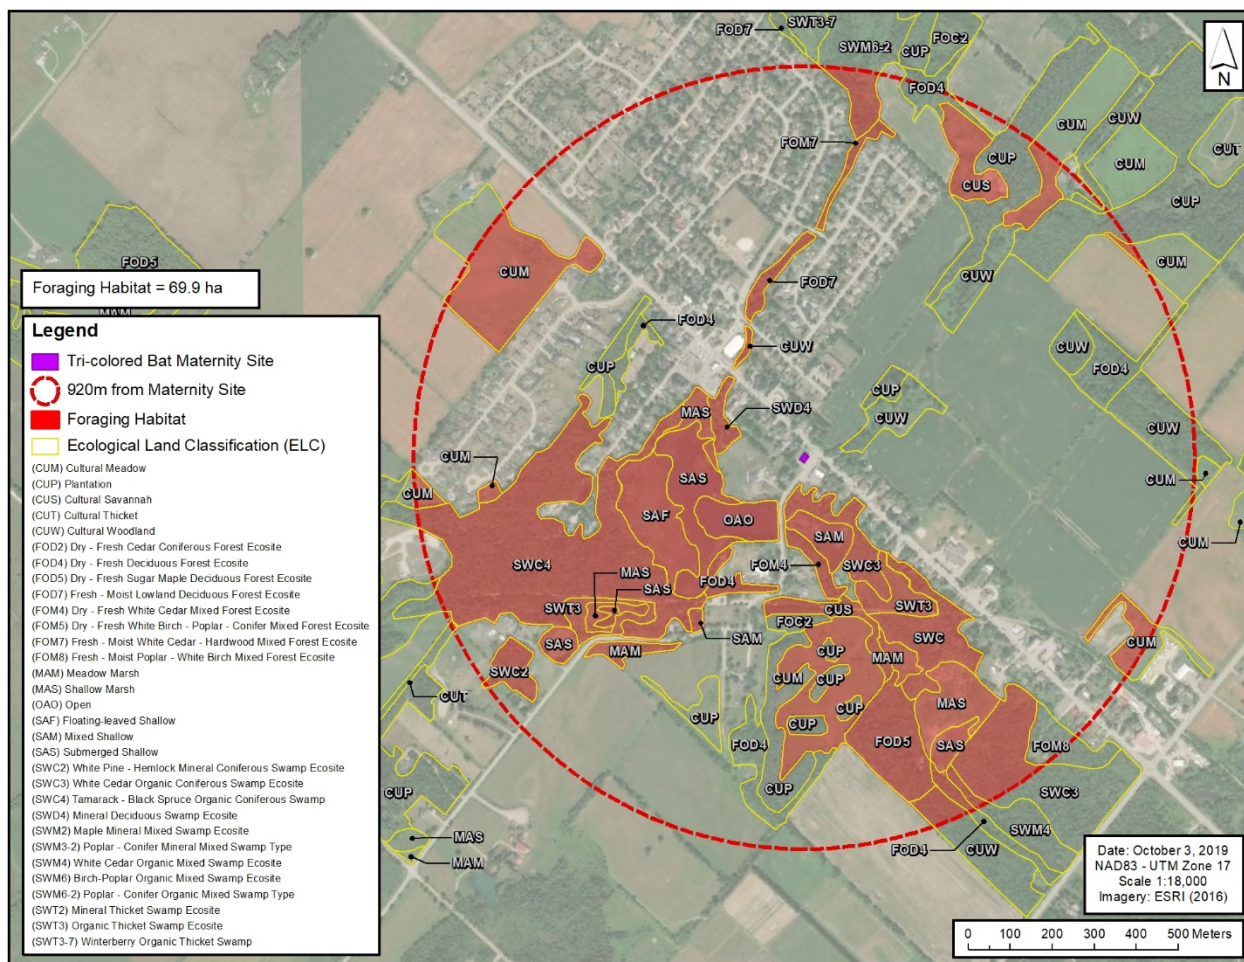 FOD7
SWT3-7
SWM6-2
CUP
FOC2
N
FOD4
CUM
CUW
FOM7
CUM
CUT
CUP
CUS
CUP
FOD5
CUM
CUM
CUW
FOD7
Foraging Habitat = 69.9 ha
MAM
FOD4
CUW
CUW
FOD4
CUP
CUP
MAS
SWD4
CUW
CUW
CUM
CUM
SAS
CUM
CUM
SAF
OAO
SAM
SWC4
MAS
FOD4
FOM4
SWC3
SAS
SWT3
CUS
SWT3
FOC2
SAM
SWC
SAS
MAM
CUP
MAM
CUM
SWC2
CUM
CUP
CUT
CUP
CUP
CUP
MAS
FOD4
FOD5
SAS
FOM8
CUP
CUP
SWC3
SWM4
MAS
FOD4
CUW
MAM
Legend
Tri-colored Bat Maternity Site
920m from Maternity Site
Foraging Habitat
Ecological Land Classification (ELC)
(CUM) Cultural Meadow
(CUP) Plantation
(CUS) Cultural Savannah
(CUT) Cultural Thicket
(CUW) Cultural Woodland
(FOD2) Dry - Fresh Cedar Coniferous Forest Ecosite
(FOD4) Dry - Fresh Deciduous Forest Ecosite
(FOD5) Dry - Fresh Sugar Maple Deciduous Forest Ecosite
(FOD7) Fresh - Moist Lowland Deciduous Forest Ecosite
(FOM4) Dry - Fresh White Cedar Mixed Forest Ecosite
(FOM5) Dry - Fresh White Birch - Poplar - Conifer Mixed Forest Ecosite
(FOM7) Fresh - Moist White Cedar - Hardwood Mixed Forest Ecosite
(FOM8) Fresh - Moist Poplar - White Birch Mixed Forest Ecosite
(MAM) Meadow Marsh
(MAS) Shallow Marsh
(OAO) Open
(SAF) Floating-leaved Shallow
(SAM) Mixed Shallow
(SAS) Submerged Shallow
(SWC2) White Pine - Hemlock Mineral Coniferous Swamp Ecosite
(SWC3) White Cedar Organic Coniferous Swamp Ecosite
(SWC4) Tamarack - Black Spruce Organic Coniferous Swamp
(SWD4) Mineral Deciduous Swamp Ecosite
(SWM2) Maple Mineral Mixed Swamp Ecosite
(SWM3-2) Poplar - Conifer Mineral Mixed Swamp Type
(SWM4) White Cedar Organic Mixed Swamp Ecosite
(SWM6) Birch-Poplar Organic Mixed Swamp Ecosite
(SWM6-2) Poplar - Conifer Organic Mixed Swamp Type
(SWT2) Mineral Thicket Swamp Ecosite
(SWT3) Organic Thicket Swamp Ecosite
(SWT3-7) Winterberry Organic Thicket Swamp
Date: October 3, 2019
NAD83 - UTM Zone 17
Scale 1:18,000
Imagery: ESRI (2016)
0 100 200 300 400 500 Meters